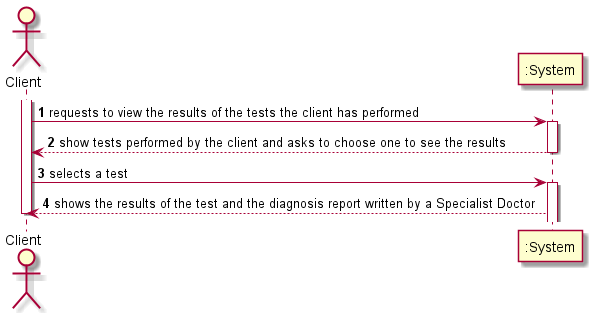 Client
:System
1 requests to view the results of the tests the client has performed
2 show tests performed by the client and asks to choose one to see the results
3 selects a test
4 shows the results of the test and the diagnosis report written by a Specialist Doctor
Client
:System